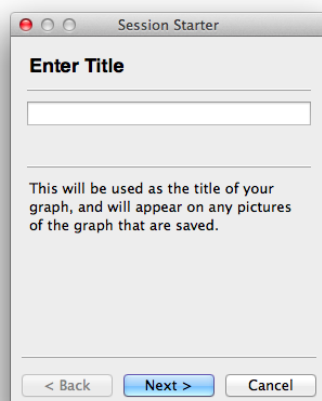 Session Starter
Enter Title
This will be used as the title of your
graph, and will appear on any pictures
of the graph that are saved.
< Back Next > Cancel